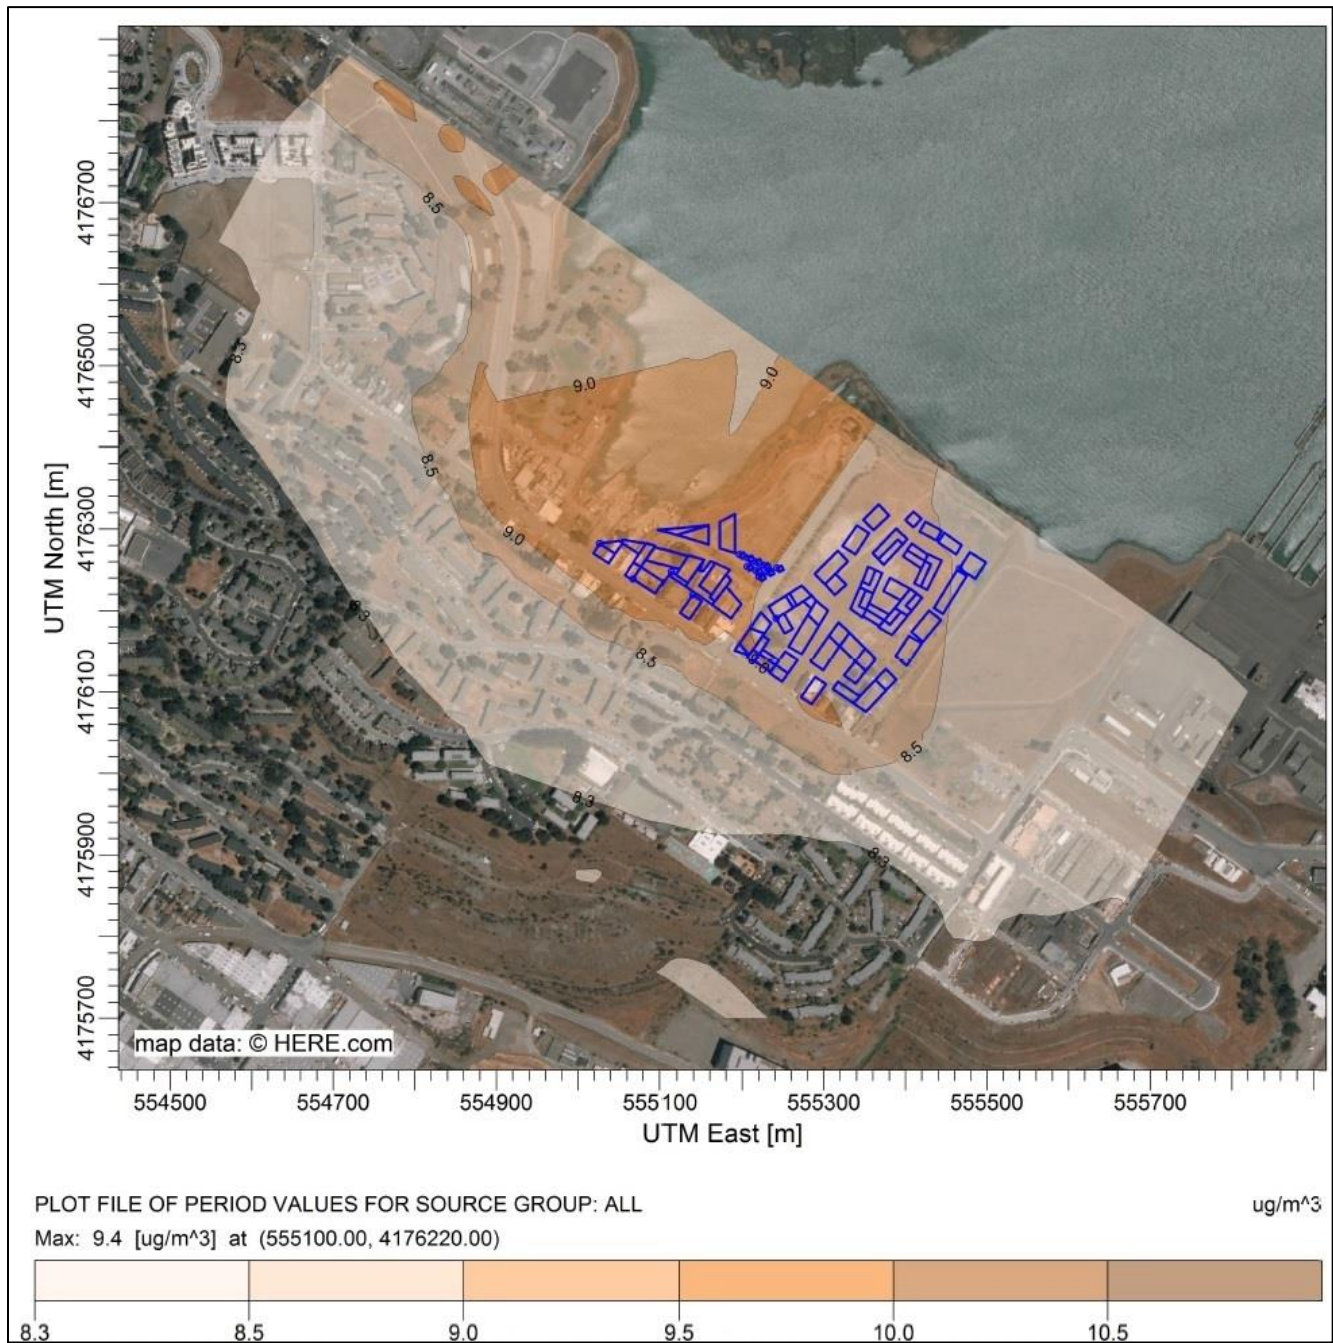 4176700
4176500
4176300
4176100
4175900
4175700
UTM North [m]
8.5
8.3
9.0
9.0
8.5
9.0
8.3
8.5
9.0
8.5
8.3
8.3
map data: © HERE.com
554500 554700 554900 555100 555300 555500 555700
UTM East [m]
PLOT FILE OF PERIOD VALUES FOR SOURCE GROUP: ALL ug/m^3
Max: 9.4 [ug/m^3] at (555100.00, 4176220.00)
8.3 8.5 9.0 9.5 10.0 10.5